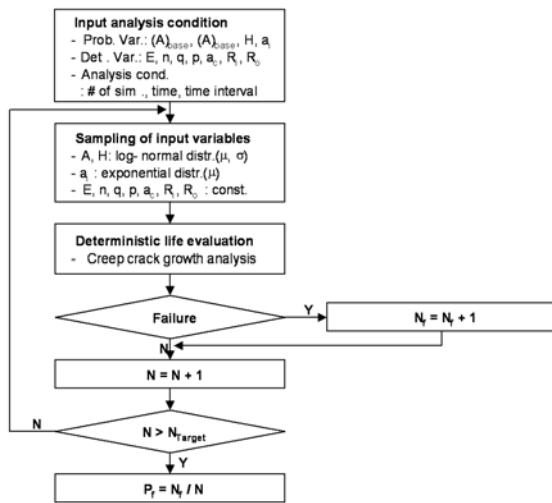 Input analysis condition
- Prob. Var.: (A)base, (A)base, H, ai
- Det . Var.: E, n, q, p, ac, Ri, Ro
- Analysis cond.
: # of sim ., time, time interval
Sampling of input variables
- A, H: log- normal distr.(μ, σ)
- ai : exponential distr.(μ)
- E, n, q, p, ac, Ri, Ro : const.
Deterministic life evaluation
- Creep crack growth analysis
Failure
Y
Nf = Nf + 1
N
N = N + 1
N
N > NTarget
Y
Pf = Nf / N